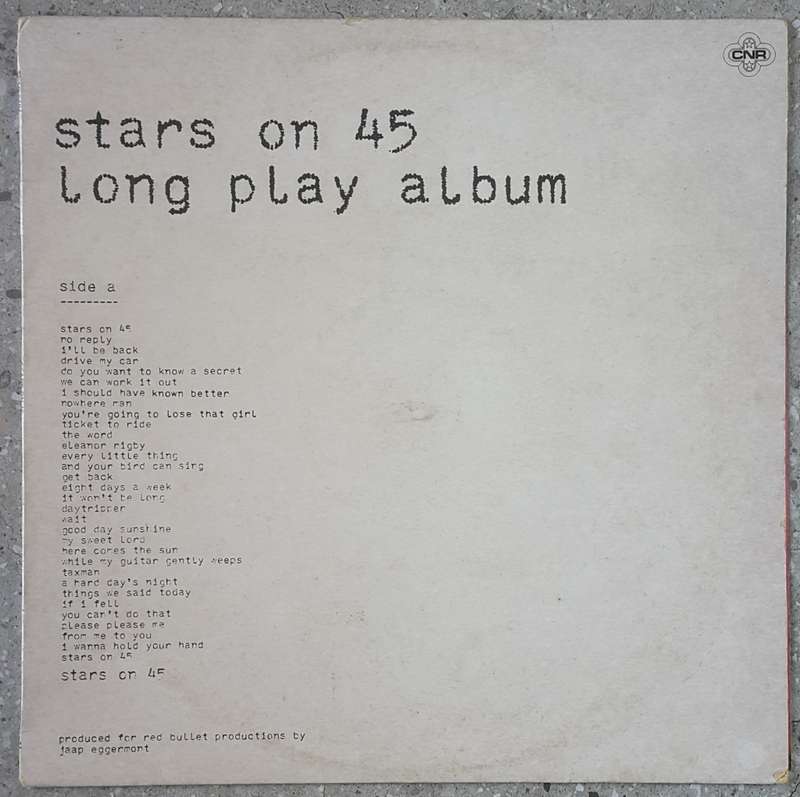 CNR
stars on 45
long play album
side a
---------
stars on 45
no reply
i'll be back
drive my car
do you want to know a secret
we can work it out
i should have known better
nowhere man
you're going to lose that girl
ticket to ride
the word
eleanor rigby
every little thing
and your bird can sing
get back
eight days a week
it won't be long
daytripper
wait
good day sunshine
my sweet lord
here comes the sun
while my guitar gently weeps
taxman
a hard day's night
things we said today
if i fell
you can't do that
please please me
from me to you
i wanna hold your hand
stars on 45
stars on 45
produced for red bullet productions by
jaap eggermont